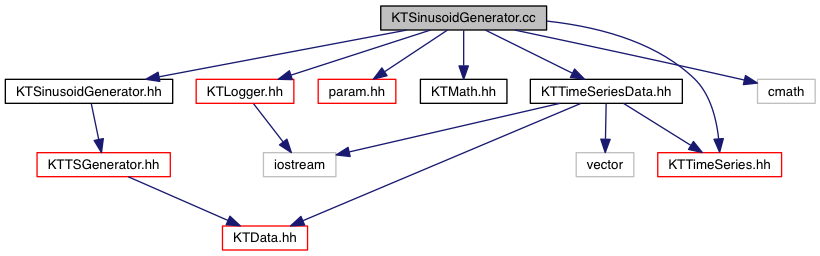 KTSinusoidGenerator.cc
KTSinusoidGenerator.hh
KTLogger.hh
param.hh
KTMath.hh
KTTimeSeriesData.hh
cmath
KTTSGenerator.hh
iostream
vector
KTTimeSeries.hh
KTData.hh